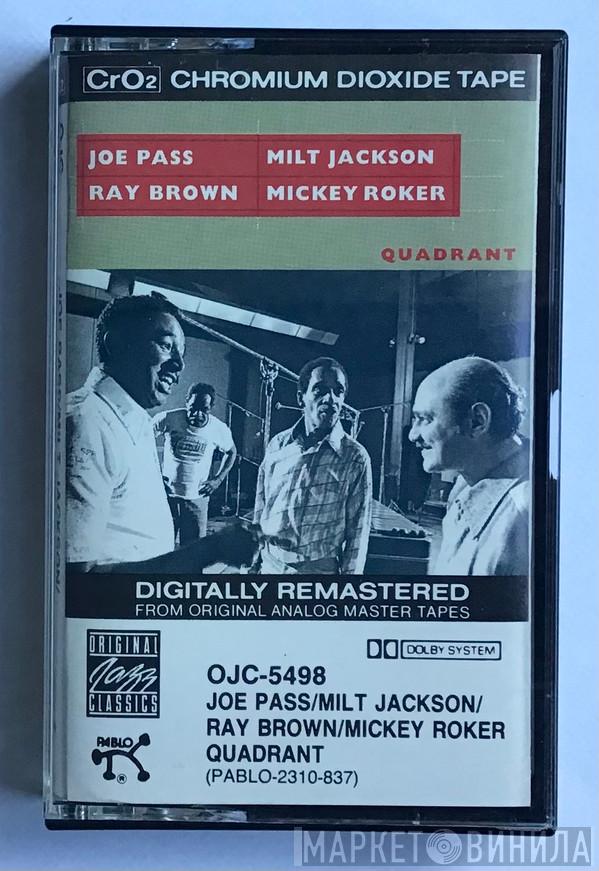 CrO2 CHROMIUM DIOXIDE TAPE
JOE PASS MILT JACKSON
RAY BROWN MICKEY ROKER
QUADRANT
DIGITALLY REMASTERED
FROM ORIGINAL ANALOG MASTER TAPES
DOLBY SYSTEM
ORIGINAL
Jazz
CLASSICS
OJC-5498
JOE PASS/MILT JACKSON/
RAY BROWN/MICKEY ROKER
QUADRANT
(PABLO-2310-837)
PABLO
®
МАРКЕТ ВИНИЛА